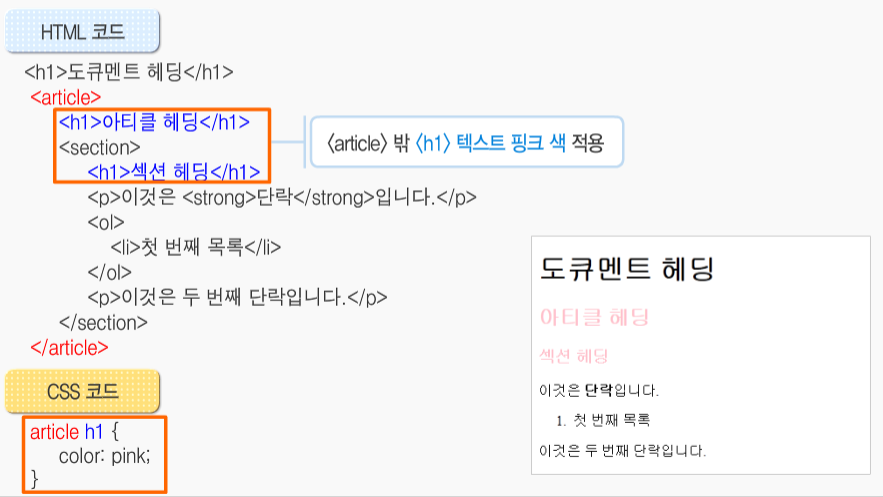 HTML 코드
<h1>도큐멘트 헤딩</h1>
<article>
<h1>아티클 헤딩</h1>
<section>
<h1>섹션 헤딩</h1>
<p>이것은 <strong>단락</strong>입니다.</p>
<ol>
<li>첫 번째 목록</li>
</ol>
<p>이것은 두 번째 단락입니다.</p>
</section>
</article>
<article> 밖 <h1> 텍스트 핑크 색 적용
도큐멘트 헤딩
아티클 헤딩
섹션 헤딩
이것은 단락입니다.
1. 첫 번째 목록
이것은 두 번째 단락입니다.
CSS 코드
article h1 {
color: pink;
}